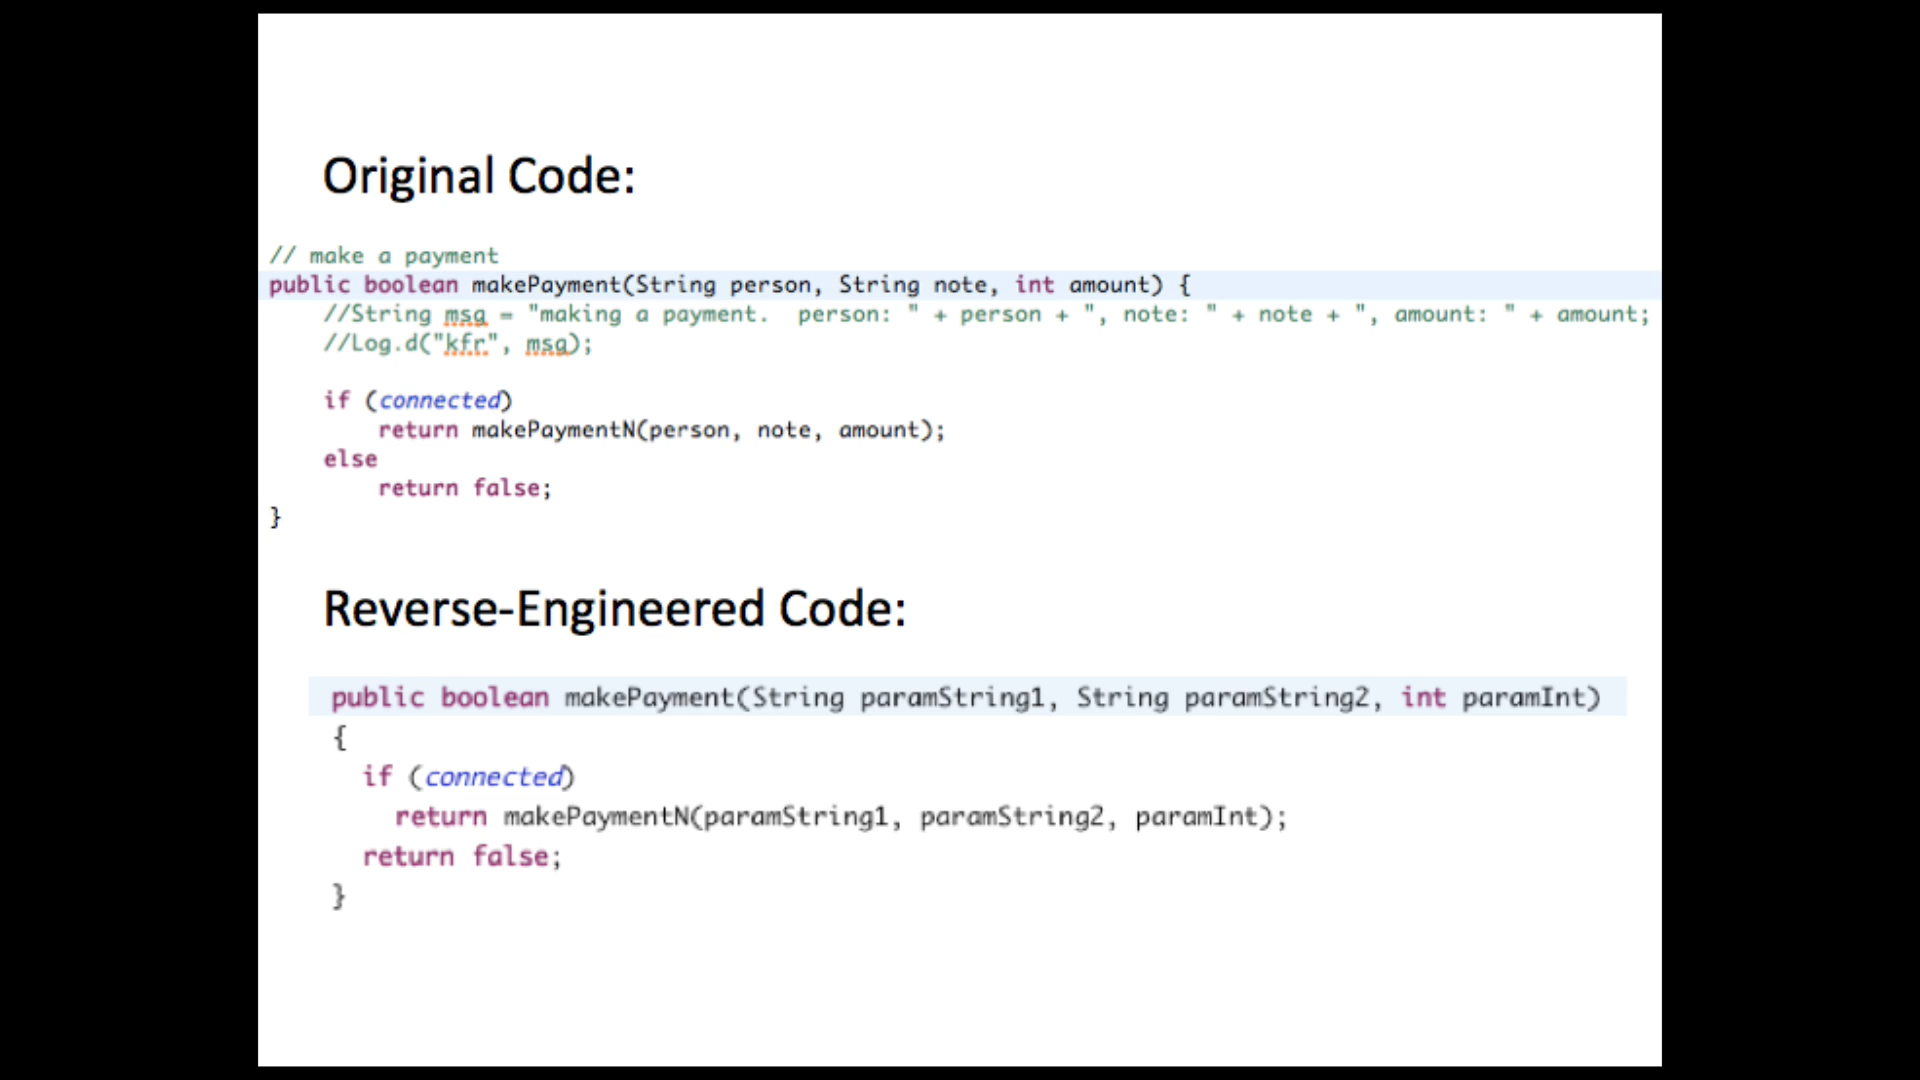 Original Code:
// make a payment
public boolean makePayment(String person, String note, int amount) {
//String msg = "making a payment.  person: " + person + ", note: " + note + ", amount: " + amount;
//Log.d("kfr", msg);
if (connected)
return makePaymentN(person, note, amount);
else
return false;
}
Reverse-Engineered Code:
public boolean makePayment(String paramString1, String paramString2, int paramInt)
{
if (connected)
return makePaymentN(paramString1, paramString2, paramInt);
return false;
}